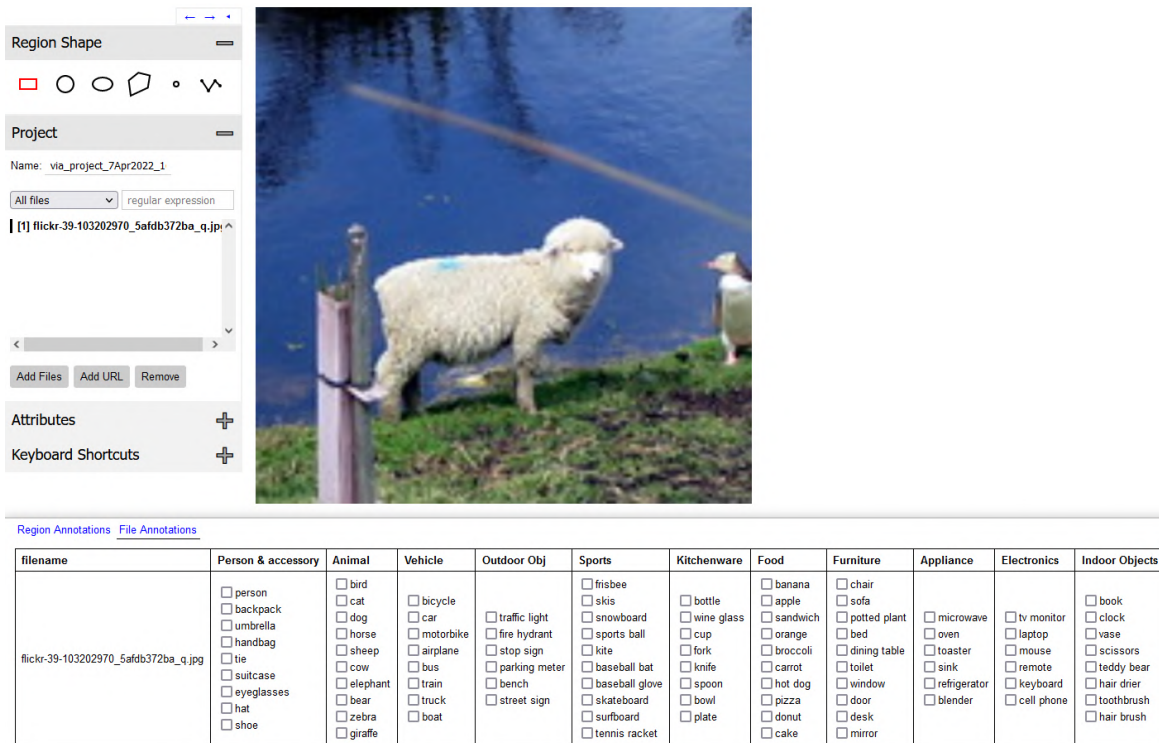 ← →
Region Shape
Project
Name: via_project_7Apr2022_1
All files regular expression
[1] flickr-39-103202970_5afdb372ba_q.jpg
Add Files Add URL Remove
Attributes
Keyboard Shortcuts
Region Annotations File Annotations
filename Person & accessory Animal Vehicle Outdoor Obj Sports Kitchenware Food Furniture Appliance Electronics Indoor Objects
flickr-39-103202970_5afdb372ba_q.jpg
person
backpack
umbrella
handbag
tie
suitcase
eyeglasses
hat
shoe
bird
cat
dog
horse
sheep
cow
elephant
bear
zebra
giraffe
bicycle
car
motorbike
airplane
bus
train
truck
boat
traffic light
fire hydrant
stop sign
parking meter
bench
street sign
frisbee
skis
snowboard
sports ball
kite
baseball bat
baseball glove
skateboard
surfboard
tennis racket
bottle
wine glass
cup
fork
knife
spoon
bowl
plate
banana
apple
sandwich
orange
broccoli
carrot
hot dog
pizza
donut
cake
chair
sofa
potted plant
bed
dining table
toilet
window
door
desk
mirror
microwave
oven
toaster
sink
refrigerator
blender
tv monitor
laptop
mouse
remote
keyboard
cell phone
book
clock
vase
scissors
teddy bear
hair drier
toothbrush
hair brush